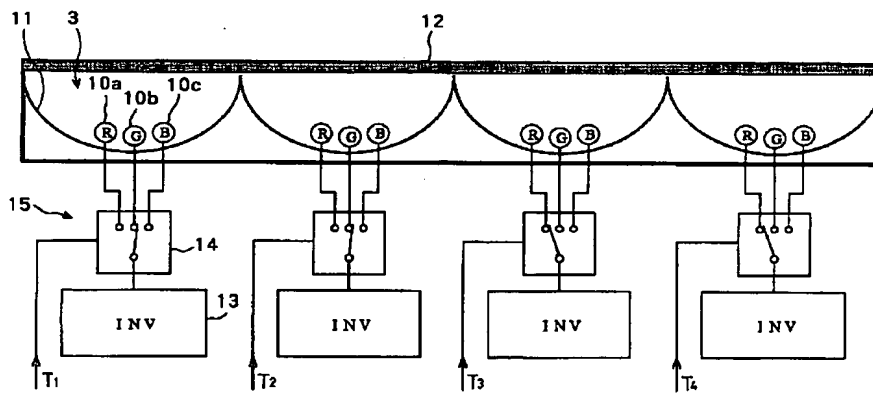 11 3 12
10a 10b 10c
R G B R G B R G B R G B
15
14
13
INV INV INV INV
T1 T2 T3 T4